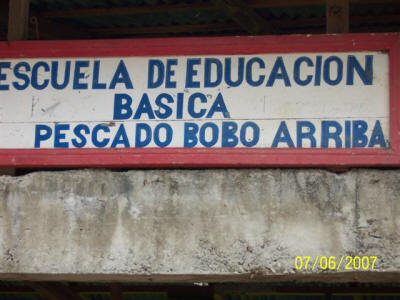 ESCUELA DE EDUCACION
BASICA
PESCADO BOBO ARRIBA
07/06/2007